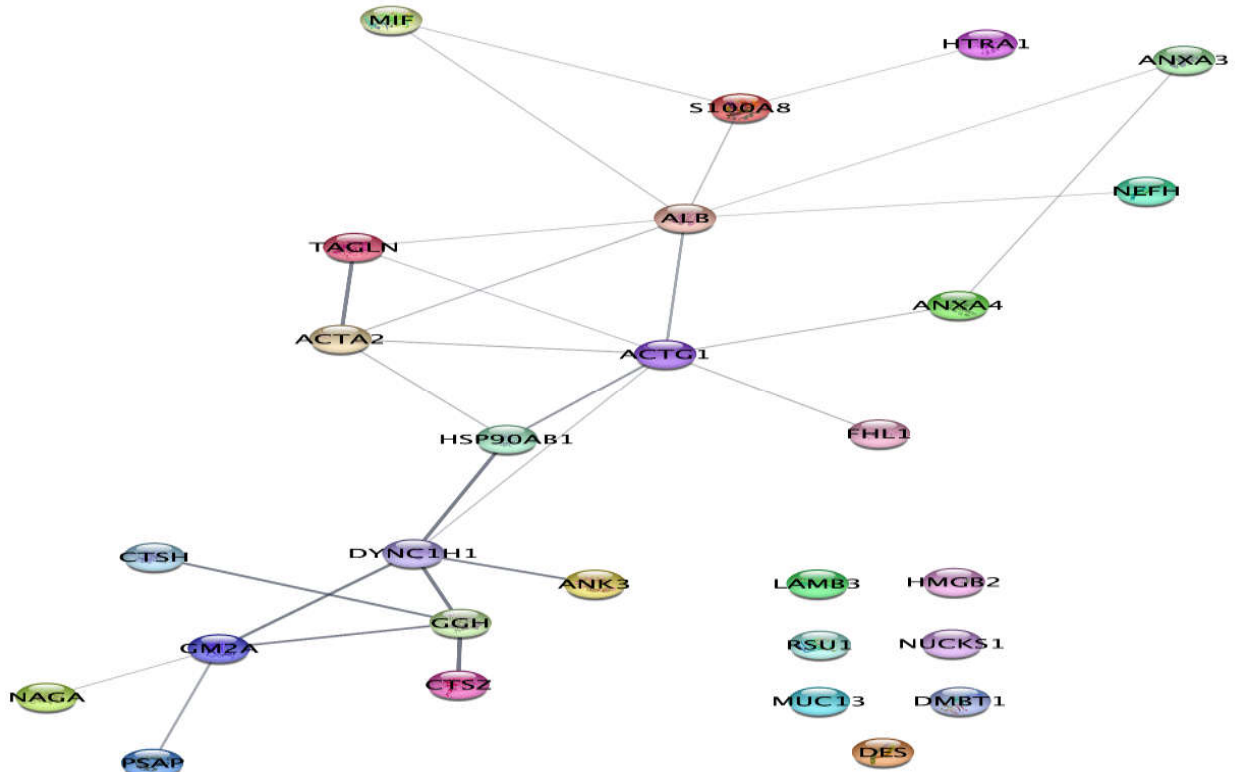 MIF
HTRA1
ANXA3
S100A8
NEFH
ALB
TAGLN
ANXA4
ACTA2
ACTG1
HSP90AB1
FHL1
DYNC1H1
CTSH
ANK3
LAMB3
HMGB2
GGH
GM2A
RSU1
NUCKS1
CTSZ
NAGA
MUC13
DMBT1
DES
PSAP